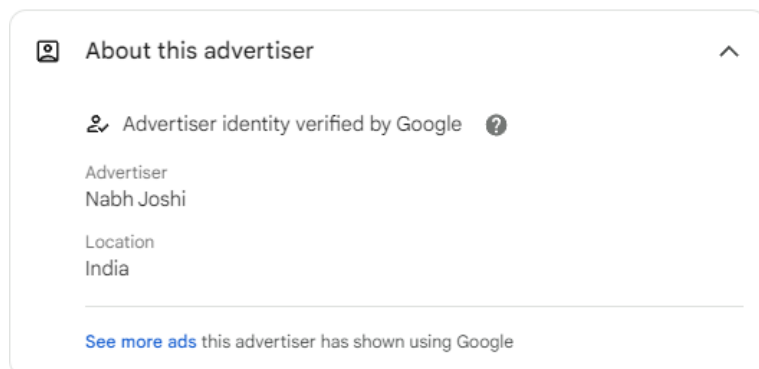 About this advertiser
Advertiser identity verified by Google
Advertiser
Nabh Joshi
Location
India
See more ads this advertiser has shown using Google